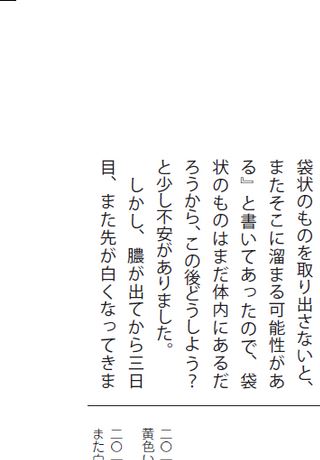 袋状のものを取り出さないと、
またそこに溜まる可能性があ
る』と書いてあったので、袋
状のものはまだ体内にあるだ
ろうから、この後どうしよう?
と少し不安がありました。
しかし、膿が出てから三日
目、また先が白くなってきま
二〇一
黄色い
二〇一
また